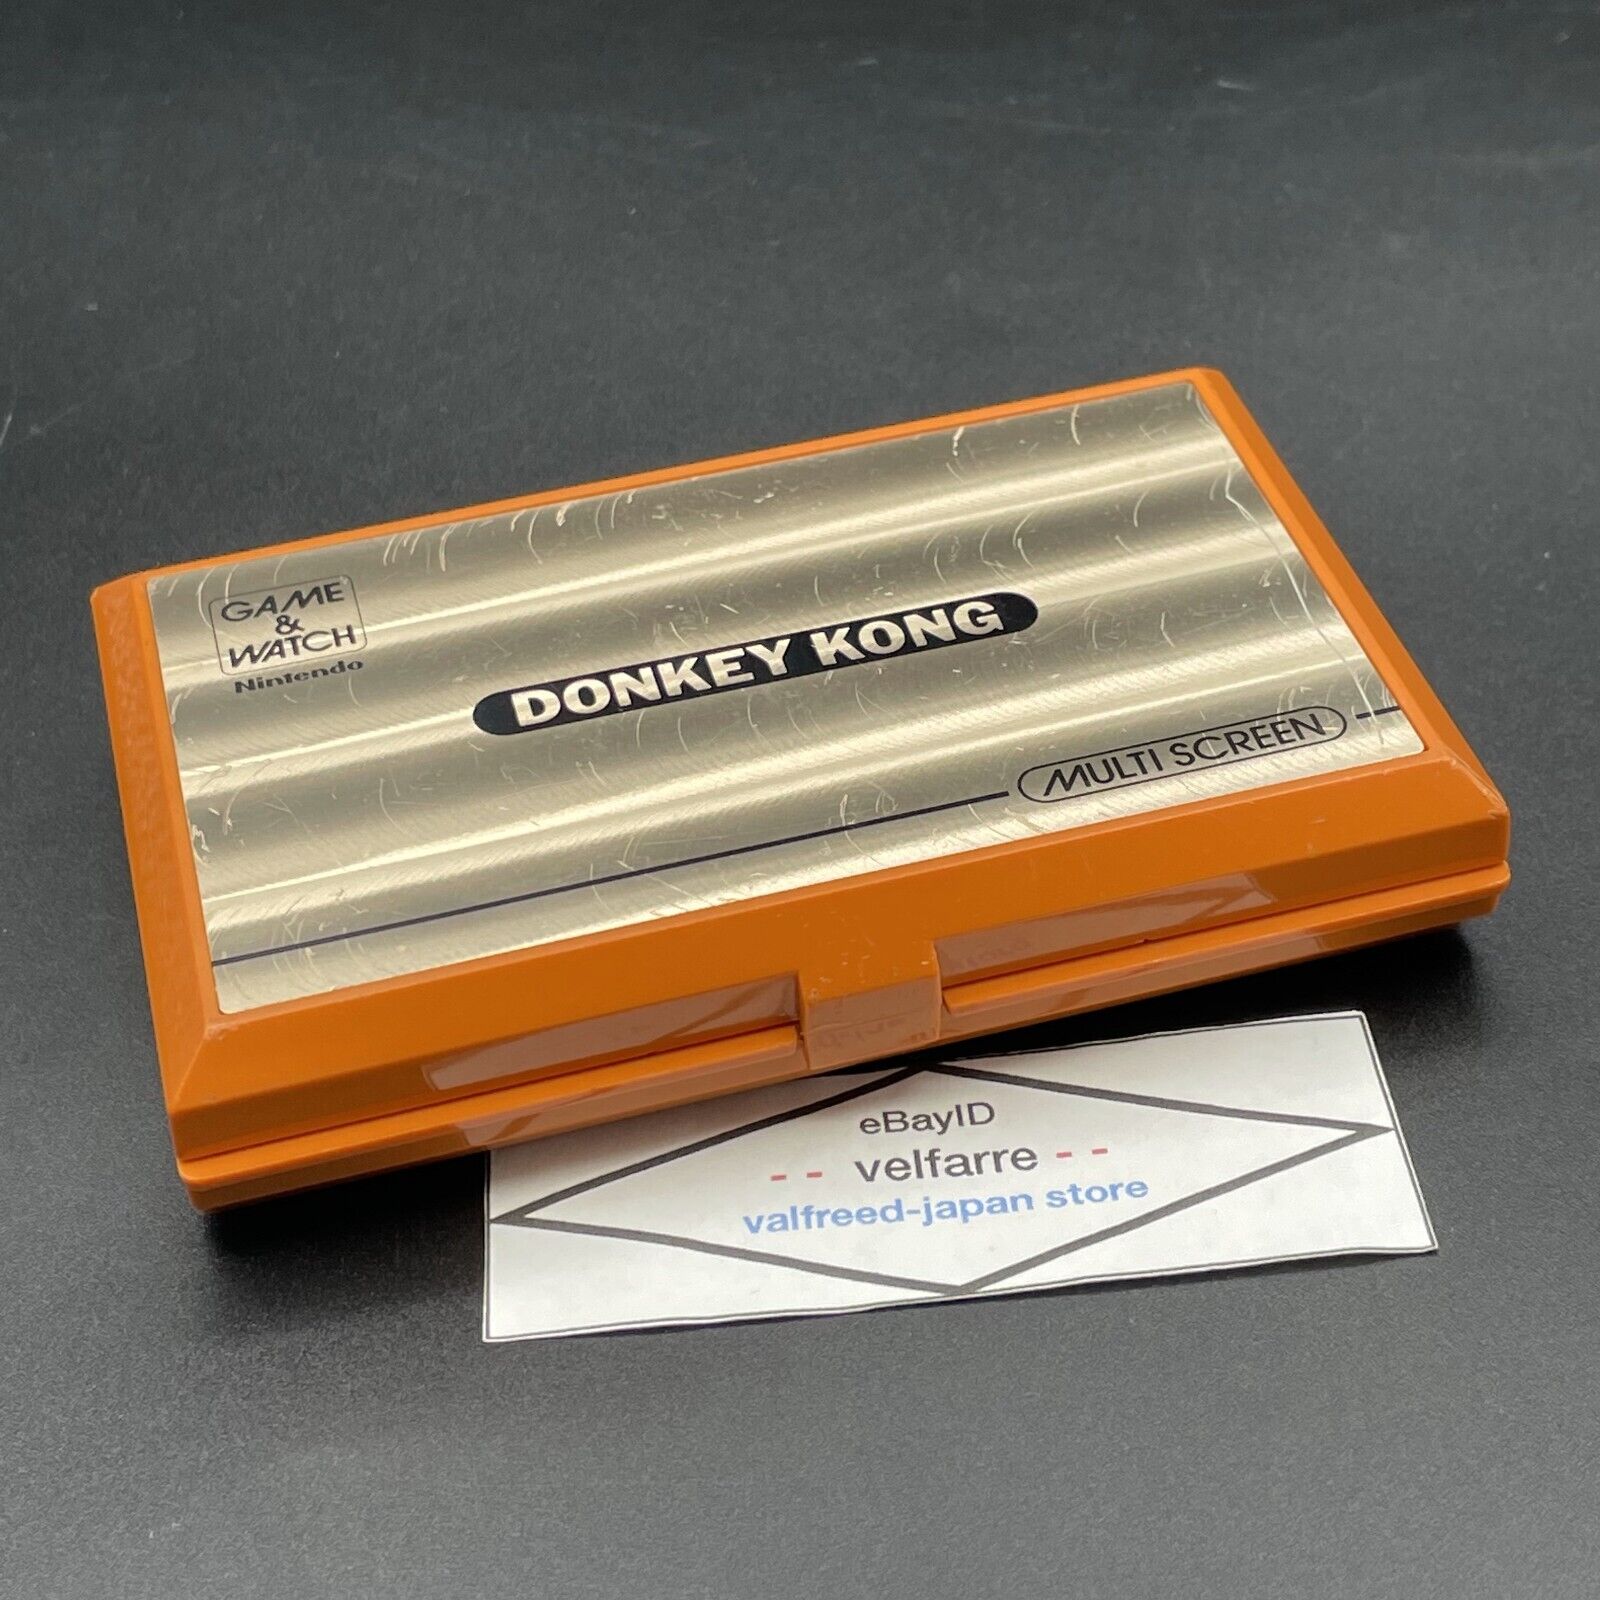 GAME
&
WATCH
Nintendo
DONKEY KONG
MULTI SCREEN
eBayID
-- velfarre --
valfreed-japan store